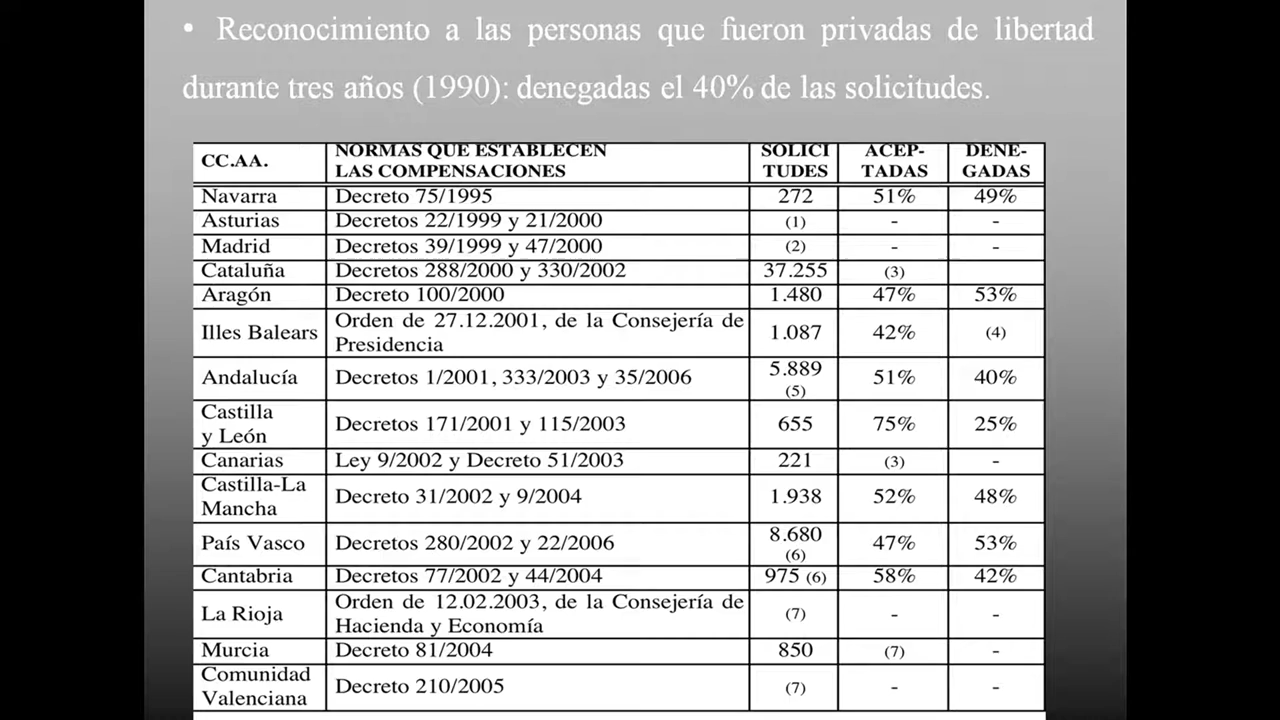 • Reconocimiento a las personas que fueron privadas de libertad
durante tres años (1990): denegadas el 40% de las solicitudes.
CC.AA. NORMAS QUE ESTABLECEN LAS COMPENSACIONES SOLICI TUDES ACEP- TADAS DENE- GADAS
Navarra Decreto 75/1995 272 51% 49%
Asturias Decretos 22/1999 y 21/2000 (1) - -
Madrid Decretos 39/1999 y 47/2000 (2) - -
Cataluña Decretos 288/2000 y 330/2002 37.255 (3)
Aragón Decreto 100/2000 1.480 47% 53%
Illes Balears Orden de 27.12.2001, de la Consejería de Presidencia 1.087 42% (4)
Andalucía Decretos 1/2001, 333/2003 y 35/2006 5.889 (5) 51% 40%
Castilla y León Decretos 171/2001 y 115/2003 655 75% 25%
Canarias Ley 9/2002 y Decreto 51/2003 221 (3) -
Castilla-La Mancha Decreto 31/2002 y 9/2004 1.938 52% 48%
País Vasco Decretos 280/2002 y 22/2006 8.680 (6) 47% 53%
Cantabria Decretos 77/2002 y 44/2004 975 (6) 58% 42%
La Rioja Orden de 12.02.2003, de la Consejería de Hacienda y Economía (7) - -
Murcia Decreto 81/2004 850 (7) -
Comunidad Valenciana Decreto 210/2005 (7) - -